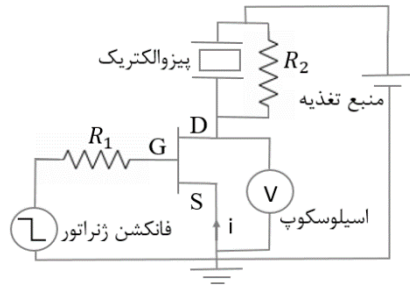 پیزوالکتریک
R₂
منبع تغذیه
D
R₁
G
S
V
i
اسیلوسکوپ
فانکشن ژنراتور